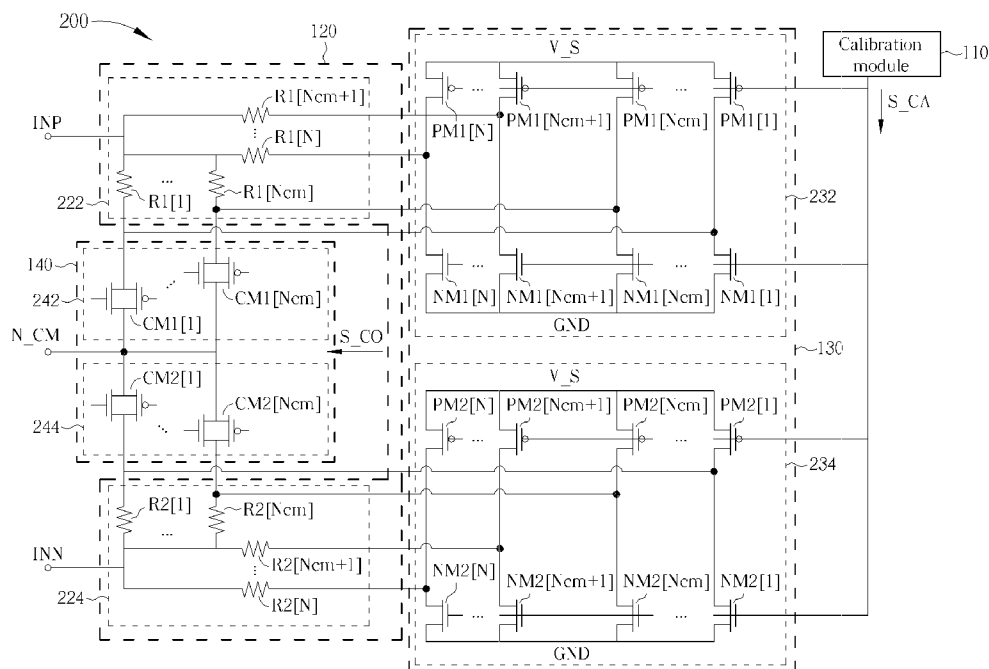 200
120
V_S
Calibration
module
110
S_CA
R1[Ncm+1]
...
R1[N]
INP
R1[1]
...
R1[Ncm]
222
PM1[N]
...
PM1[Ncm+1]
PM1[Ncm]
...
PM1[1]
232
140
242
CM1[1]
...
CM1[Ncm]
NM1[N]
...
NM1[Ncm+1]
NM1[Ncm]
...
NM1[1]
GND
N_CM
S_CO
130
V_S
CM2[1]
...
CM2[Ncm]
244
PM2[N]
...
PM2[Ncm+1]
PM2[Ncm]
...
PM2[1]
234
R2[1]
...
R2[Ncm]
INN
R2[Ncm+1]
...
R2[N]
224
NM2[N]
...
NM2[Ncm+1]
NM2[Ncm]
...
NM2[1]
GND